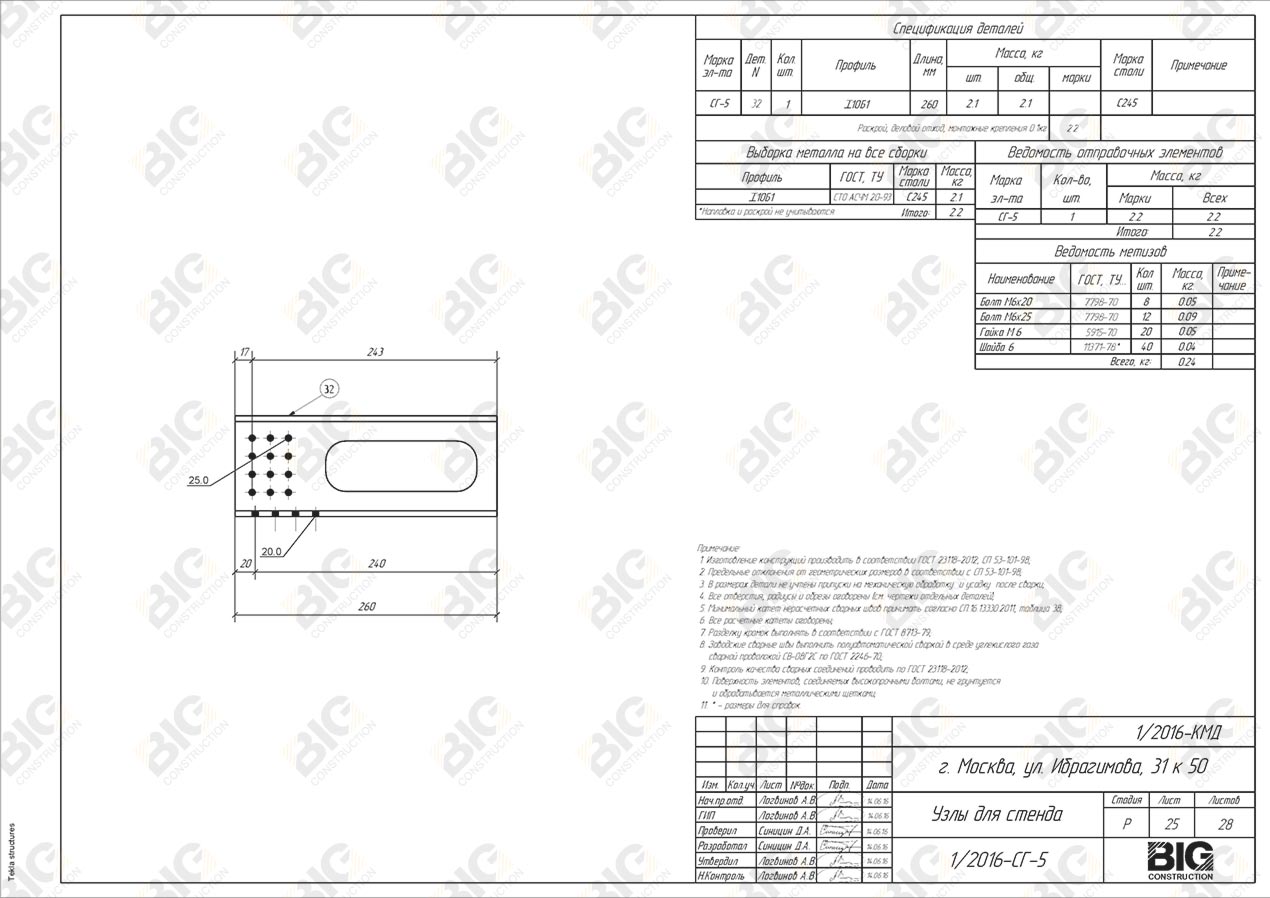 Спецификация деталей
Марка эл-та Дет. N Кол. шт. Профиль Длина, мм Масса, кг шт. общ. марки Марка стали Примечание
СГ-5 32 1 I10Б1 260 2.1 2.1 С245
Раскрой, деловой отход, монтажные крепления 0.1кг 2.2
Выборка металла на все сборки
Профиль ГОСТ, ТУ Марка стали Масса, кг
I10Б1 СТО АСЧМ 20-93 С245 2.1
*Наплавка и раскрой не учитываются Итого: 2.2
Ведомость отправочных элементов
Марка эл-та Кол-во, шт. Масса, кг Марки Всех
СГ-5 1 2.2 2.2
Итого: 2.2
Ведомость метизов
Наименование ГОСТ, ТУ... Кол шт. Масса, кг. Приме-чание
Болт М6х20 7798-70 8 0.05
Болт М6х25 7798-70 12 0.09
Гайка М 6 5915-70 20 0.05
Шайба 6 11371-78* 40 0.04
Всего, кг: 0.24
17 243
32
25.0
20.0
20 240
260
Примечание
1. Изготовление конструкций производить в соответствии ГОСТ 23118-2012, СП 53-101-98;
2. Предельные отклонения от геометрических размеров в соответствии с СП 53-101-98;
3. В размерах детали не учтены припуски на механическую обработку и усадку после сварки;
4. Все отверстия, радиусы и обрезы оговорены (см. чертежи отдельных деталей);
5. Минимальный катет нерасчетных сварных швов принимать согласно СП 16.13330.2011, таблица 38;
6. Все расчетные катеты оговорены;
7. Разделку кромок выполнять в соответствии с ГОСТ 8713-79;
8. Заводские сварные швы выполнить полуавтоматической сваркой в среде углекислого газа
сварной проволокой СВ-08Г2С по ГОСТ 2246-70;
9. Контроль качества сварных соединений проводить по ГОСТ 23118-2012;
10. Поверхность элементов, соединяемых высокопрочными болтами, не грунтуется
и обрабатывается металлическими щетками;
11. * - размеры для справок
1/2016-КМД
г. Москва, ул. Ибрагимова, 31 к 50
Изм. Кол.уч Лист №док. Подп. Дата
Нач.пр.отд. Логвинов А.В. 14.06.16
ГИП Логвинов А.В. 14.06.16
Проверил Синицин Д.А. 14.06.16
Разработал Синицин Д.А. 14.06.16
Утвердил Логвинов А.В. 14.06.16
Н.Контроль Логвинов А.В. 14.06.16
Узлы для стенда
Стадия Лист Листов
Р 25 28
1/2016-СГ-5
BIG
CONSTRUCTION
Tekla structures